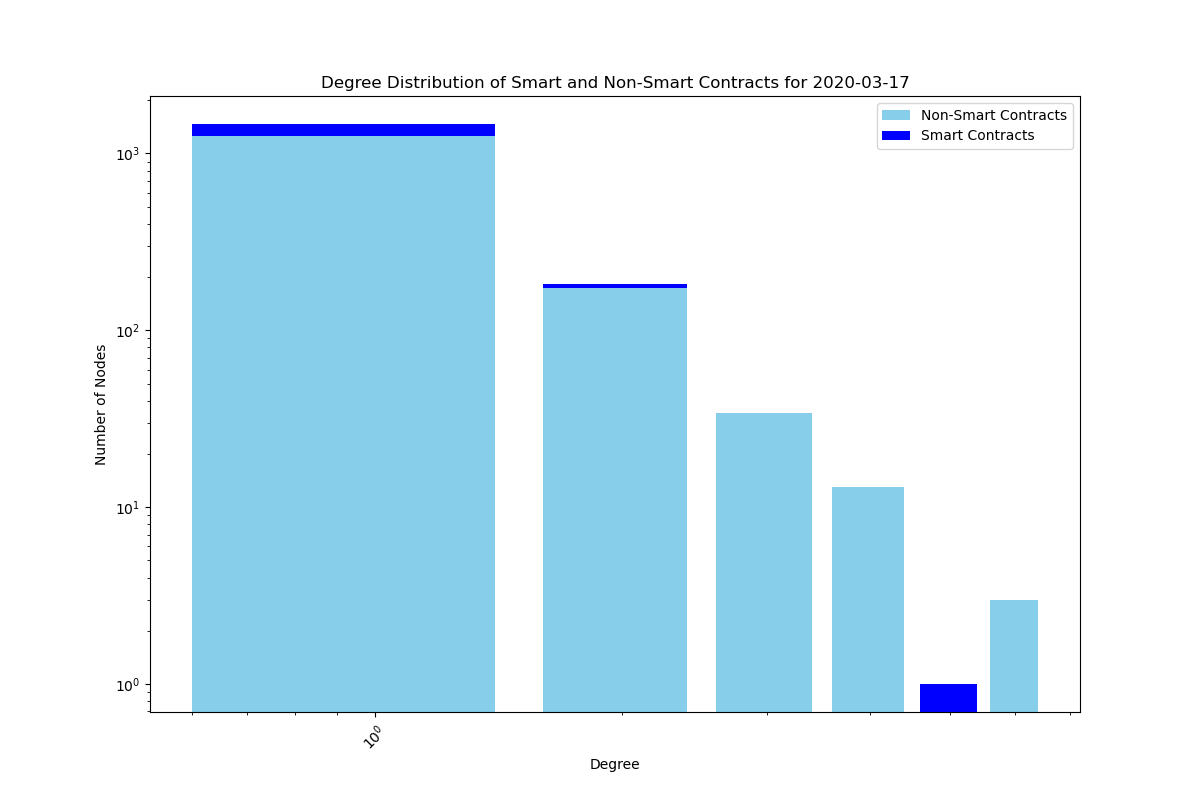 Degree Distribution of Smart and Non-Smart Contracts for 2020-03-17
Non-Smart Contracts
Smart Contracts
10³
10²
10¹
10⁰
Number of Nodes
10⁰
Degree